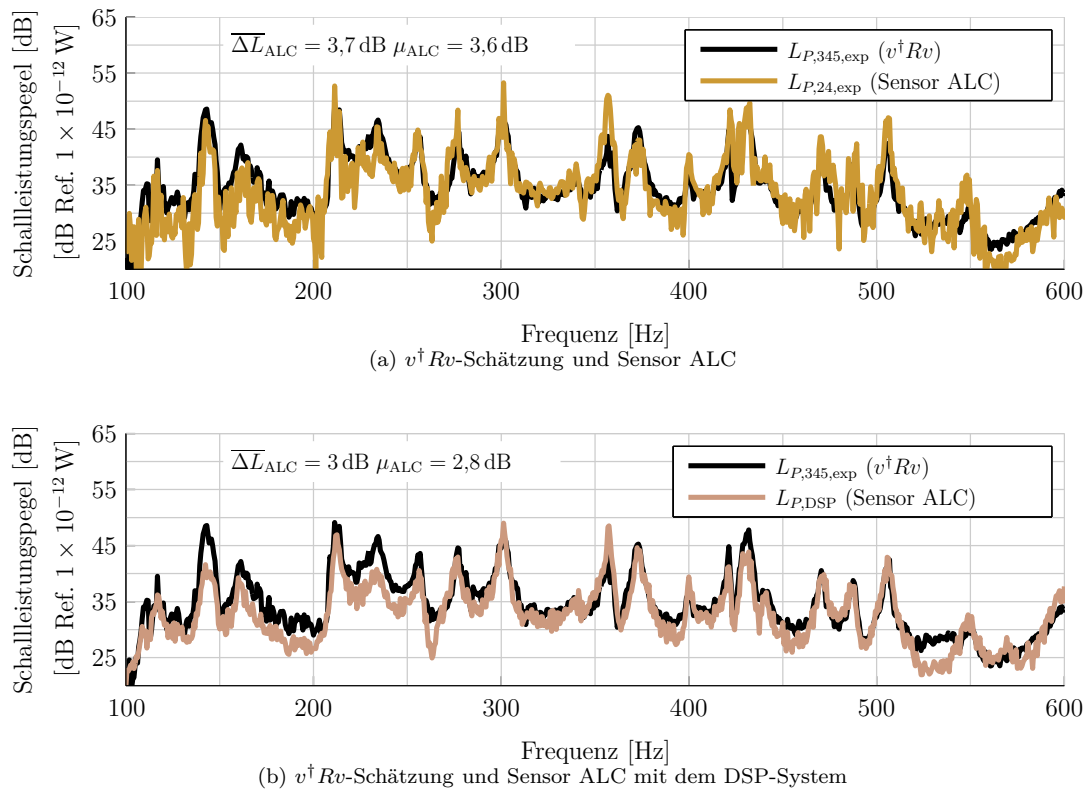 65
55
45
35
25
Schallleistungspegel [dB]
[dB Ref. 1 × 10⁻¹² W]
ΔL̅_ALC = 3,7 dB μ_ALC = 3,6 dB
L_P,345,exp (v†Rv)
L_P,24,exp (Sensor ALC)
100 200 300 400 500 600
Frequenz [Hz]
(a) v†Rv-Schätzung und Sensor ALC
65
55
45
35
25
Schallleistungspegel [dB]
[dB Ref. 1 × 10⁻¹² W]
ΔL̅_ALC = 3 dB μ_ALC = 2,8 dB
L_P,345,exp (v†Rv)
L_P,DSP (Sensor ALC)
100 200 300 400 500 600
Frequenz [Hz]
(b) v†Rv-Schätzung und Sensor ALC mit dem DSP-System